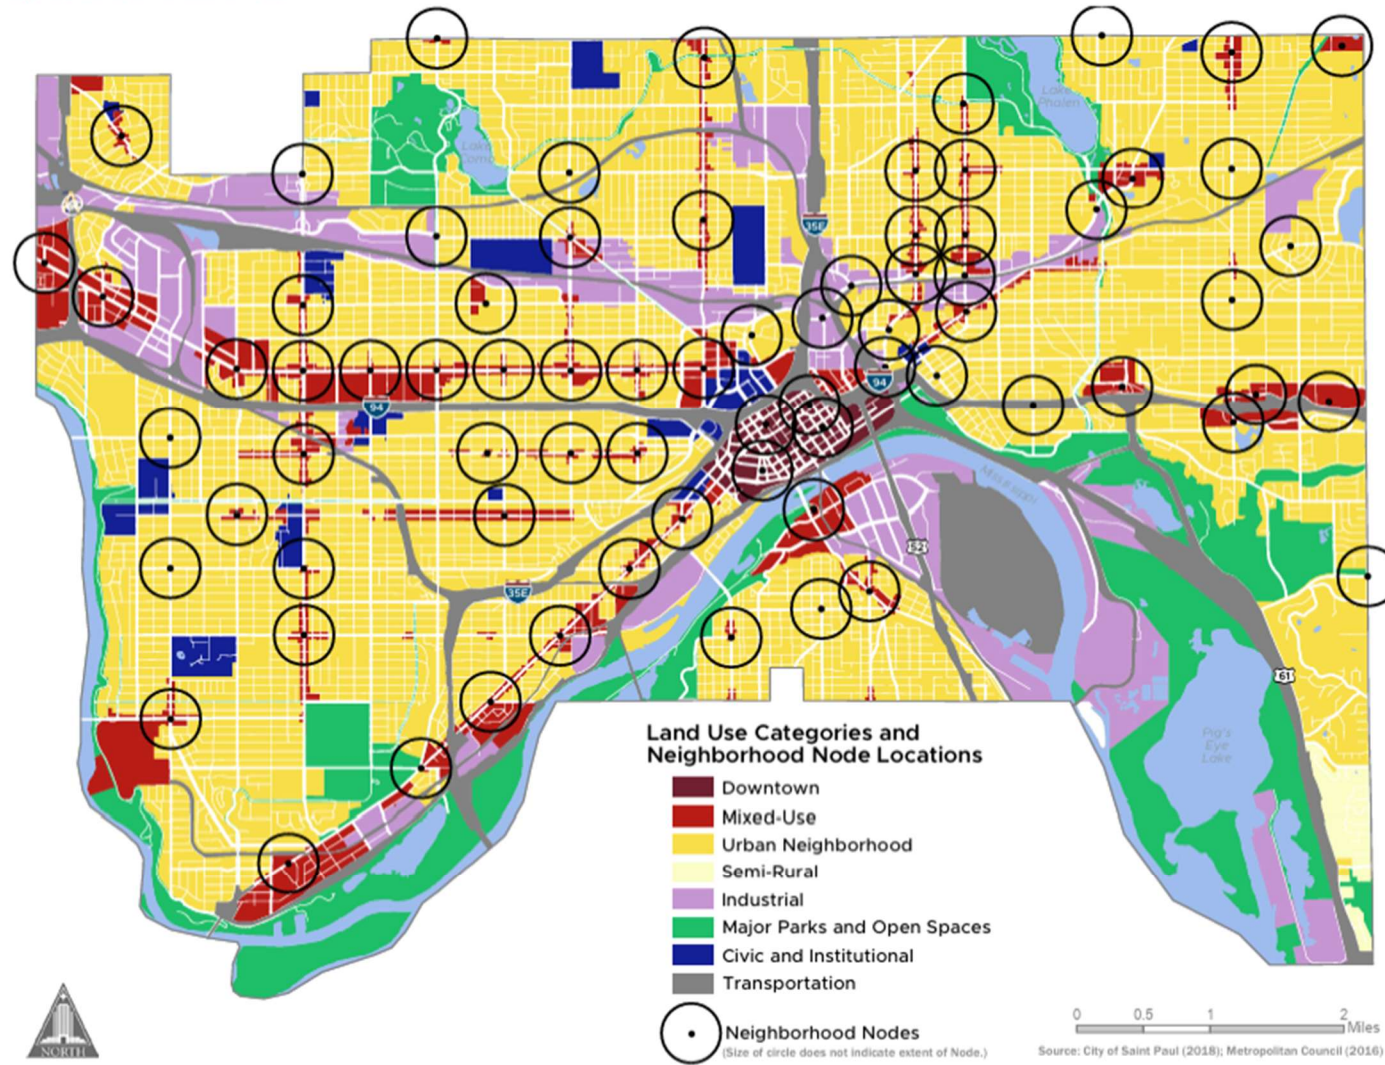 Lake Como
Lake Phalen
35E
94
94
Mississippi
52
35E
61
Pig's Eye Lake
Land Use Categories and
Neighborhood Node Locations
Downtown
Mixed-Use
Urban Neighborhood
Semi-Rural
Industrial
Major Parks and Open Spaces
Civic and Institutional
Transportation
Neighborhood Nodes
(Size of circle does not indicate extent of Node.)
NORTH
0 0.5 1 2 Miles
Source: City of Saint Paul (2018); Metropolitan Council (2016)